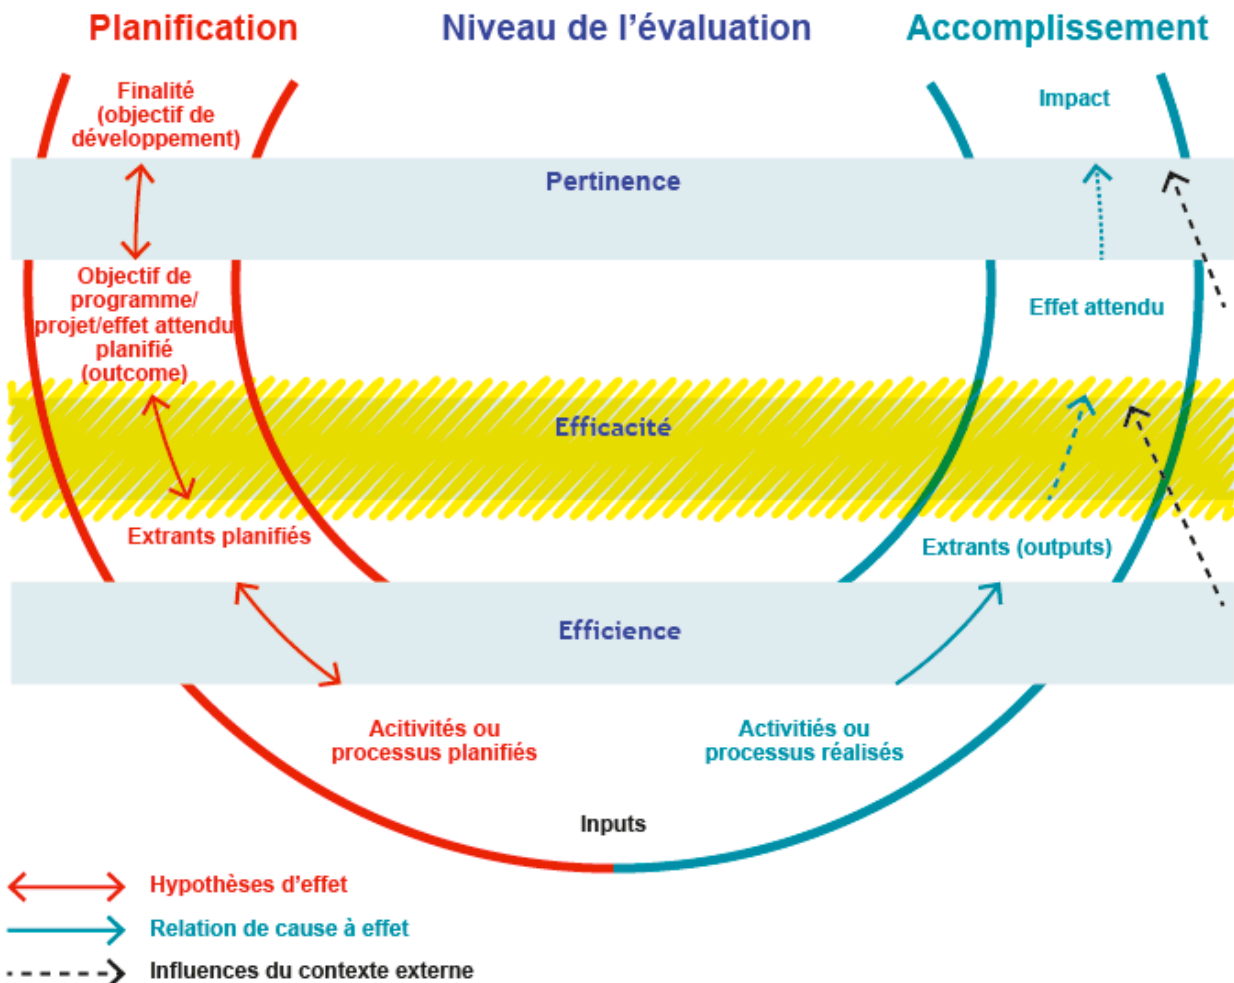 Planification
Niveau de l'évaluation
Accomplissement
Finalité
(objectif de
développement)
Impact
Pertinence
Objectif de
programme/
projet/effet attendu
planifié
(outcome)
Effet attendu
Efficacité
Extrants planifiés
Extrants (outputs)
Efficience
Acitivités ou
processus planifiés
Activitiés ou
processus réalisés
Inputs
Hypothèses d'effet
Relation de cause à effet
Influences du contexte externe